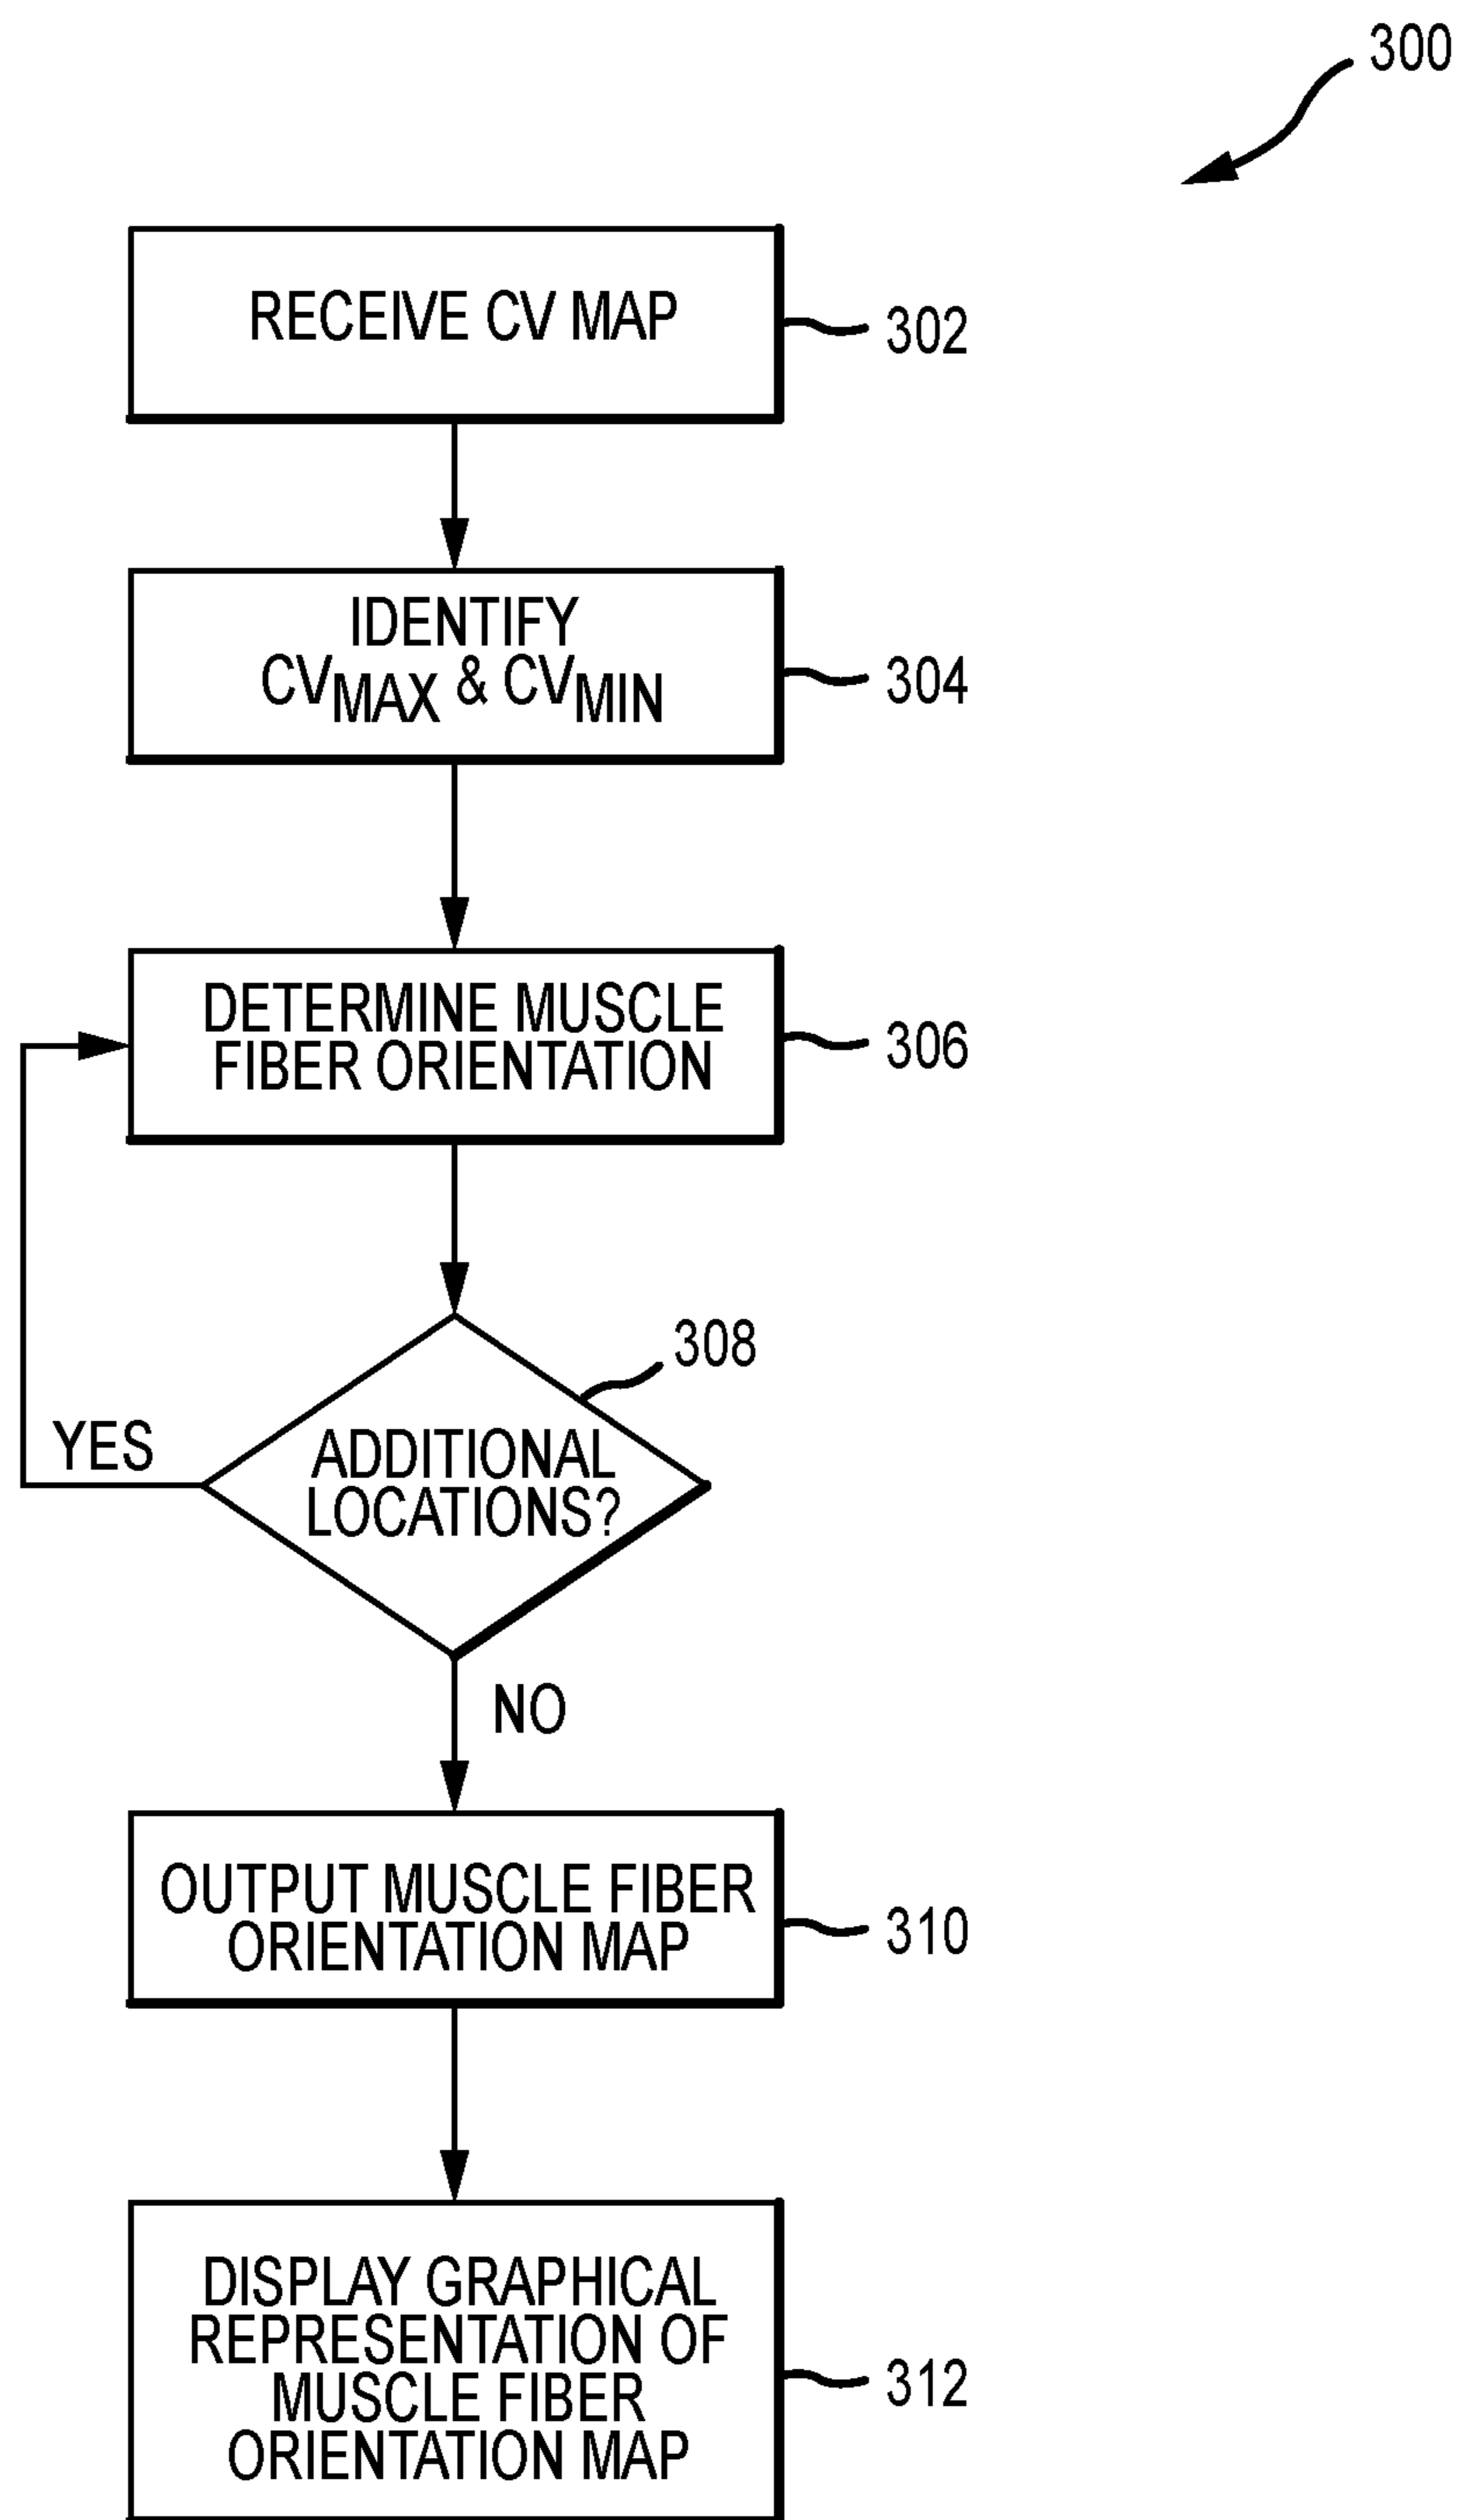 300
RECEIVE CV MAP
302
IDENTIFY
CVMAX & CVMIN
304
DETERMINE MUSCLE
FIBER ORIENTATION
306
308
ADDITIONAL
LOCATIONS?
YES
NO
OUTPUT MUSCLE FIBER
ORIENTATION MAP
310
DISPLAY GRAPHICAL
REPRESENTATION OF
MUSCLE FIBER
ORIENTATION MAP
312